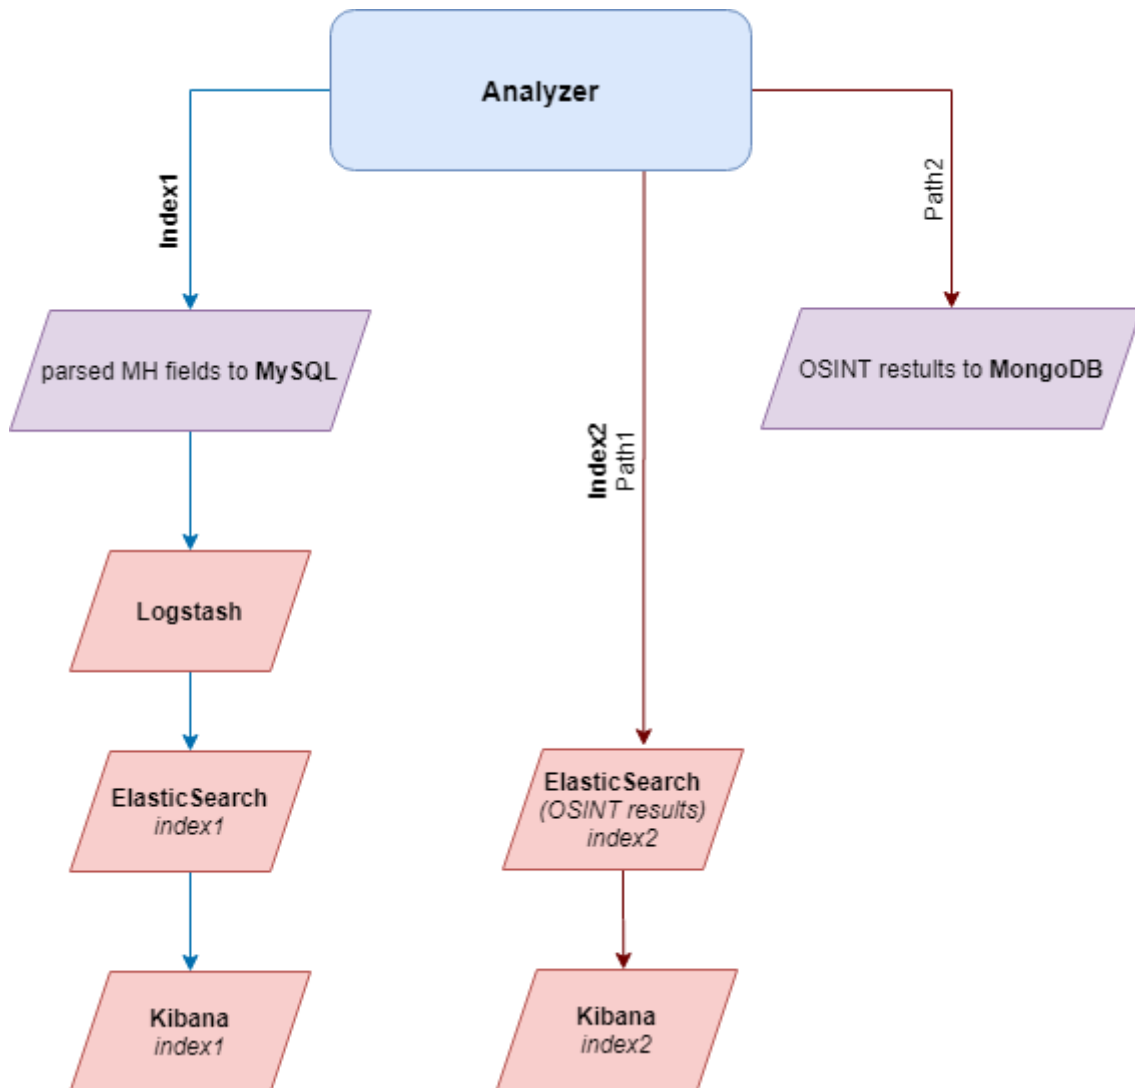 Analyzer
Index1
Path2
parsed MH fields to MySQL
OSINT restults to MongoDB
Index2
Path1
Logstash
ElasticSearch
index1
ElasticSearch
(OSINT results)
index2
Kibana
index1
Kibana
index2